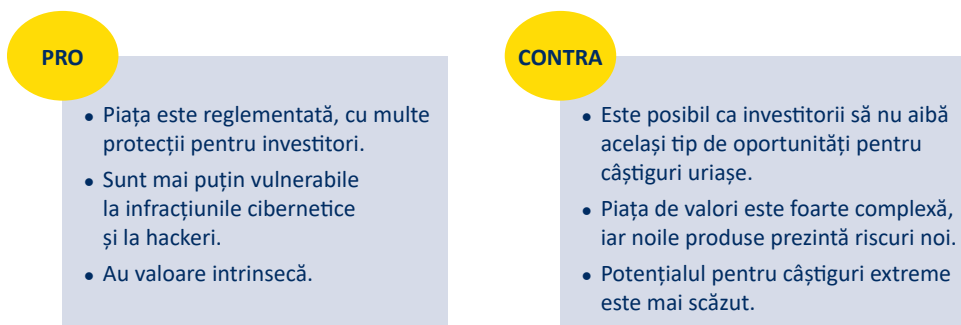 PRO
• Piața este reglementată, cu multe
protecții pentru investitori.
• Sunt mai puțin vulnerabile
la infracțiunile cibernetice
și la hackeri.
• Au valoare intrinsecă.
CONTRA
• Este posibil ca investitorii să nu aibă
același tip de oportunități pentru
câștiguri uriașe.
• Piața de valori este foarte complexă,
iar noile produse prezintă riscuri noi.
• Potențialul pentru câștiguri extreme
este mai scăzut.